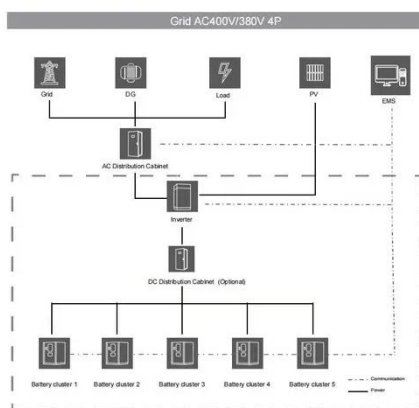 Grid AC400V/380V 4P
Grid
DG
Load
PV
EMS
AC Distribution Cabinet
Inverter
DC Distribution Cabinet (Optional)
Battery cluster 1
Battery cluster 2
Battery cluster 3
Battery cluster 4
Battery cluster 5
Communication
Power